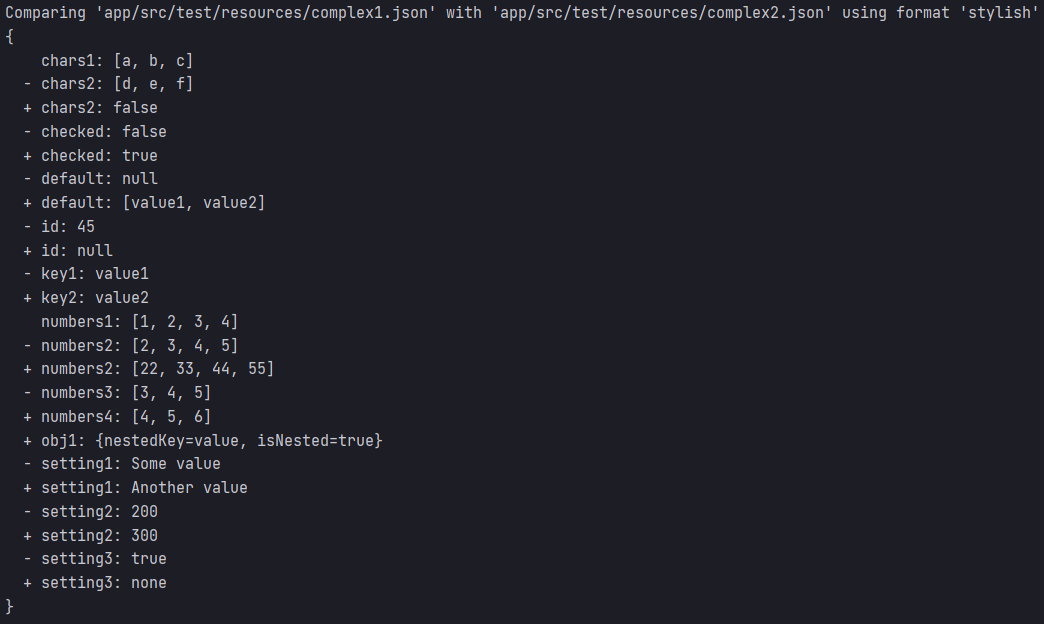 Comparing 'app/src/test/resources/complex1.json' with 'app/src/test/resources/complex2.json' using format 'stylish'
{
    chars1: [a, b, c]
  - chars2: [d, e, f]
  + chars2: false
  - checked: false
  + checked: true
  - default: null
  + default: [value1, value2]
  - id: 45
  + id: null
  - key1: value1
  + key2: value2
    numbers1: [1, 2, 3, 4]
  - numbers2: [2, 3, 4, 5]
  + numbers2: [22, 33, 44, 55]
  - numbers3: [3, 4, 5]
  + numbers4: [4, 5, 6]
  + obj1: {nestedKey=value, isNested=true}
  - setting1: Some value
  + setting1: Another value
  - setting2: 200
  + setting2: 300
  - setting3: true
  + setting3: none
}